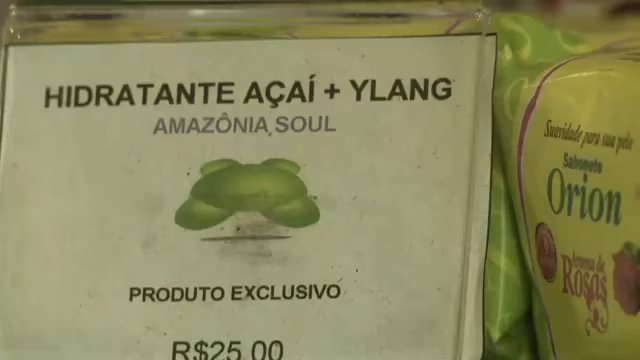 HIDRATANTE AÇAÍ + YLANG
AMAZÔNIA SOUL
PRODUTO EXCLUSIVO
R$25,00
Suavidade para sua pele
Sabonete
Orion
Rosas